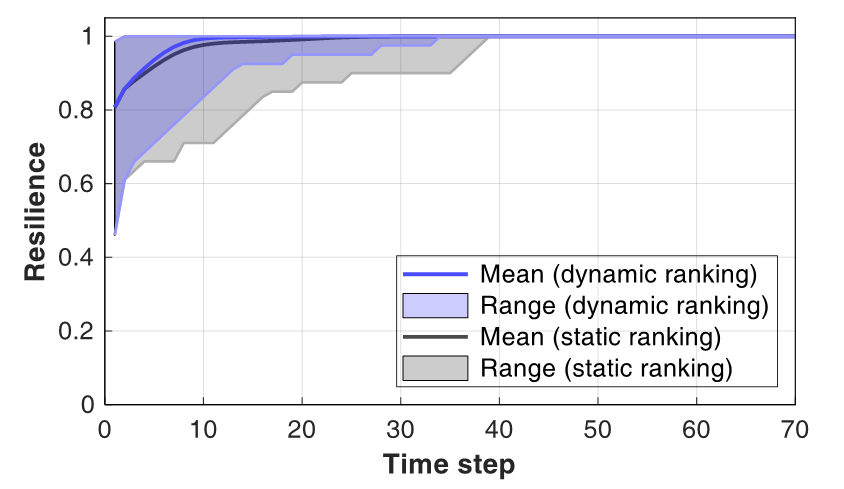 1
0.8
0.6
0.4
0.2
0
Resilience
Mean (dynamic ranking)
Range (dynamic ranking)
Mean (static ranking)
Range (static ranking)
0 10 20 30 40 50 60 70
Time step